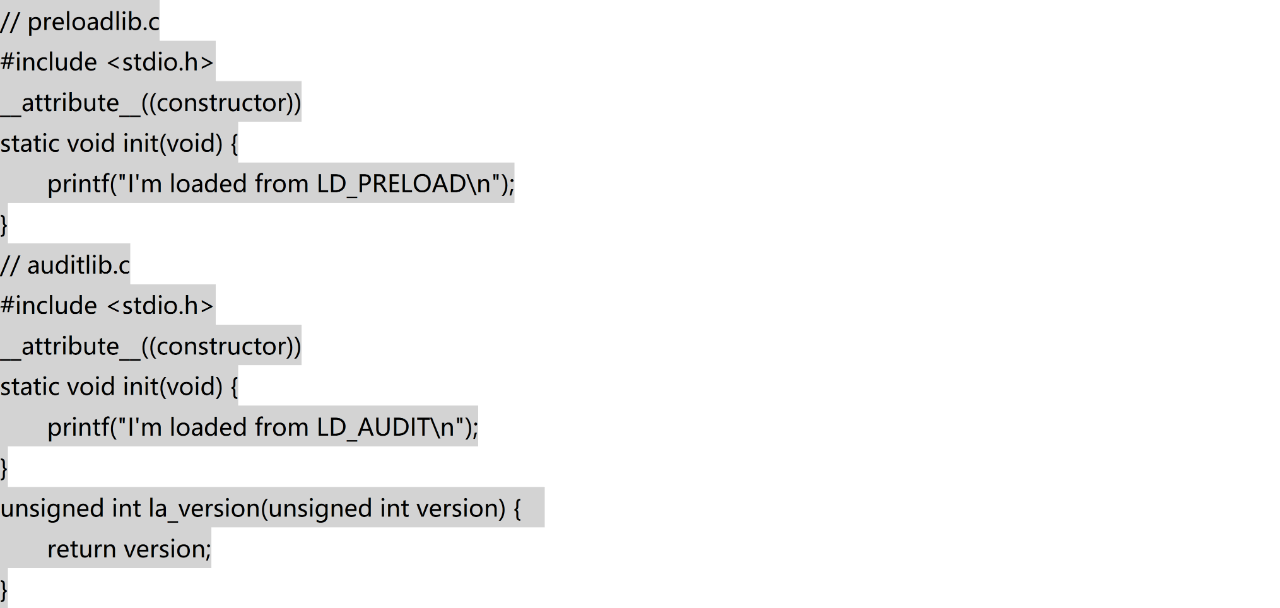 // preloadlib.c
#include <stdio.h>
__attribute__((constructor))
static void init(void) {
printf("I'm loaded from LD_PRELOAD\n");
}
// auditlib.c
#include <stdio.h>
__attribute__((constructor))
static void init(void) {
printf("I'm loaded from LD_AUDIT\n");
}
unsigned int la_version(unsigned int version) {
return version;
}